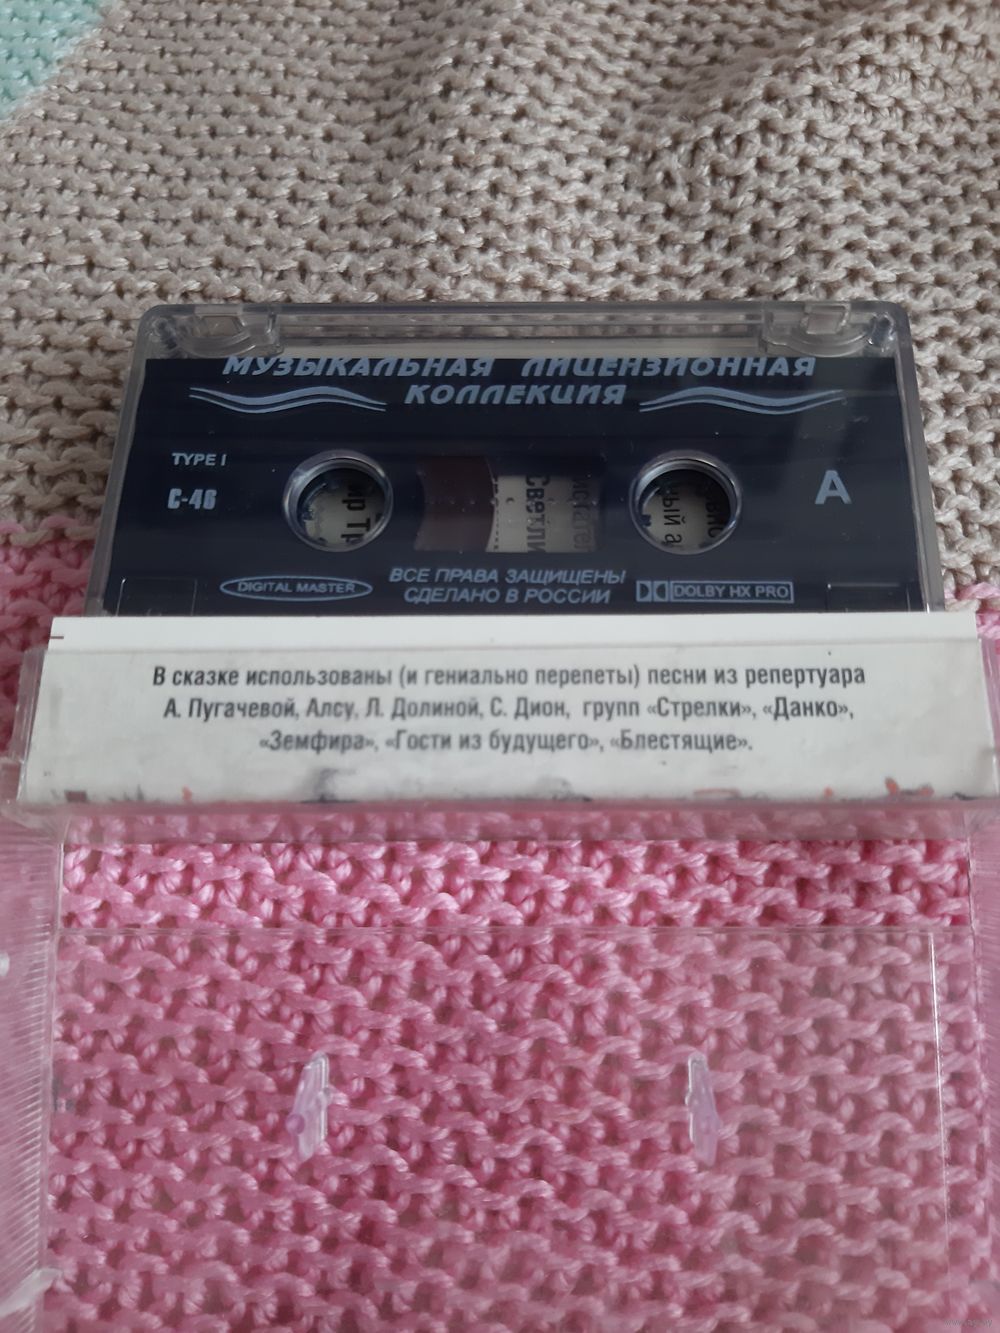 МУЗЫКАЛЬНАЯ ЛИЦЕНЗИОННАЯ
КОЛЛЕКЦИЯ
TYPE I
C-46
A
DIGITAL MASTER
ВСЕ ПРАВА ЗАЩИЩЕНЫ
СДЕЛАНО В РОССИИ
DOLBY HX PRO
В сказке использованы (и гениально перепеты) песни из репертуара
А. Пугачевой, Алсу, Л. Долиной, С. Дион, групп «Стрелки», «Данко»,
«Земфира», «Гости из будущего», «Блестящие».